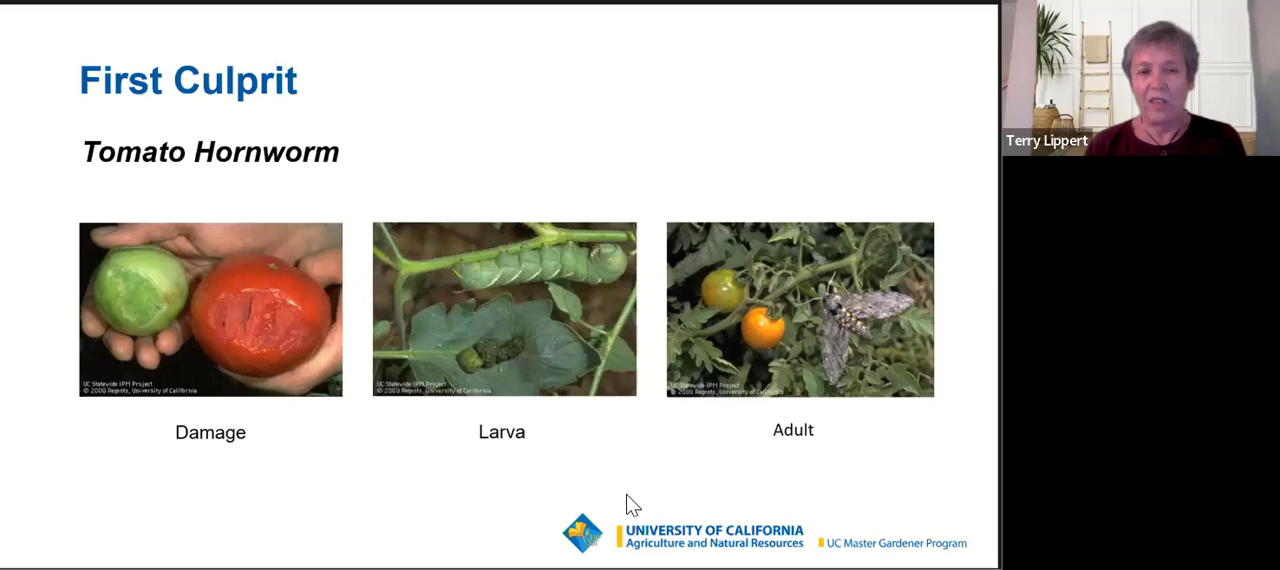 First Culprit
Tomato Hornworm
UC Statewide IPM Project
© 2000 Regents, University of California
UC Statewide IPM Project
© 2000 Regents, University of California
UC Statewide IPM Project
© 2000 Regents, University of California
Damage
Larva
Adult
UNIVERSITY OF CALIFORNIA
Agriculture and Natural Resources
UC Master Gardener Program
Terry Lippert